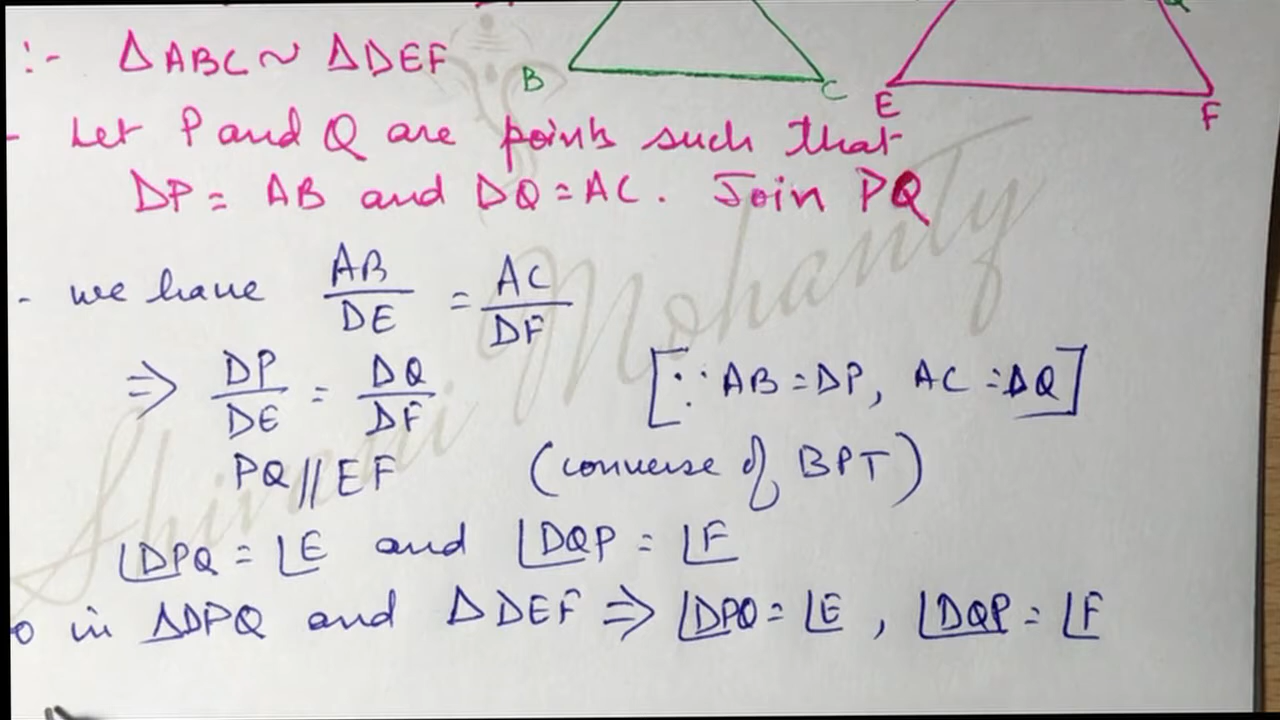 B C E F Q
:- ΔABC ~ ΔDEF
- Let P and Q are points such that
DP = AB and DQ = AC. Join PQ
- we have AB/DE = AC/DF
⇒ DP/DE = DQ/DF [∵ AB = DP, AC = DQ]
PQ // EF (converse of BPT)
∠DPQ = ∠E and ∠DQP = ∠F
o in ΔDPQ and ΔDEF ⇒ ∠DPQ = ∠E, ∠DQP = ∠F
Shivani Mohanty